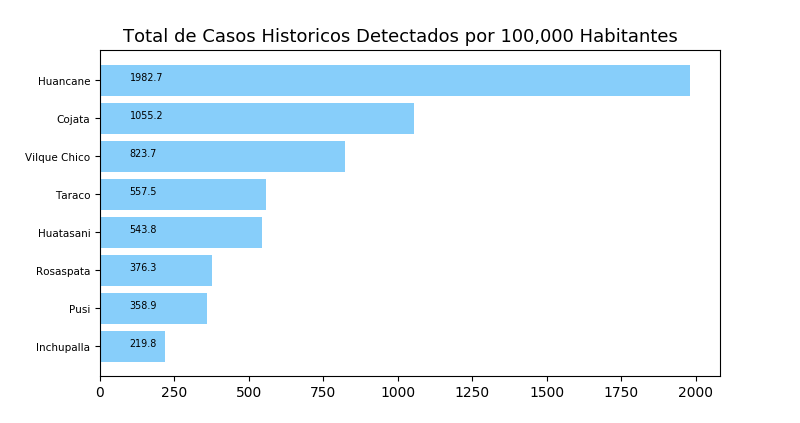 Total de Casos Historicos Detectados por 100,000 Habitantes
Huancane 1982.7
Cojata 1055.2
Vilque Chico 823.7
Taraco 557.5
Huatasani 543.8
Rosaspata 376.3
Pusi 358.9
Inchupalla 219.8
0 250 500 750 1000 1250 1500 1750 2000